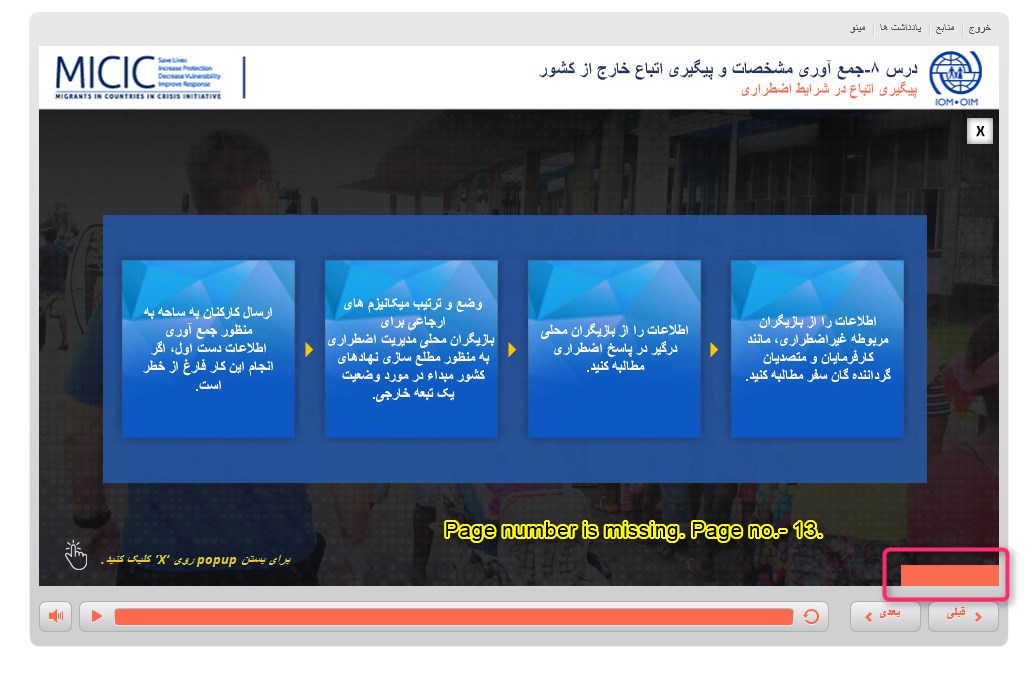 خروج
منابع
یادداشت ها
مینو
درس ۸-جمع آوری مشخصات و پیگیری اتباع خارج از کشور
پیگیری اتباع در شرایط اضطراری
IOM•OIM
MICIC
Save Lives
Increase Protection
Decrease Vulnerability
Improve Response
MIGRANTS IN COUNTRIES IN CRISIS INITIATIVE
X
اطلاعات را از بازیگران
مربوطه غیراضطراری، مانند
کارفرمایان و متصدیان
گرداننده گان سفر مطالبه کنید.
اطلاعات را از بازیگران محلی
درگیر در پاسخ اضطراری
مطالبه کنید.
وضع و ترتیب میکانیزم های
ارجاعی برای
بازیگران محلی مدیریت اضطراری
به منظور مطلع سازی نهادهای
کشور مبداء در مورد وضعیت
یک تبعه خارجی.
ارسال کارکنان به ساحه به
منظور جمع آوری
اطلاعات دست اول، اگر
انجام این کار فارغ از خطر
است.
Page number is missing. Page no.- 13.
برای بستن popup روی 'X' کلیک کنید.
قبلی
بعدی